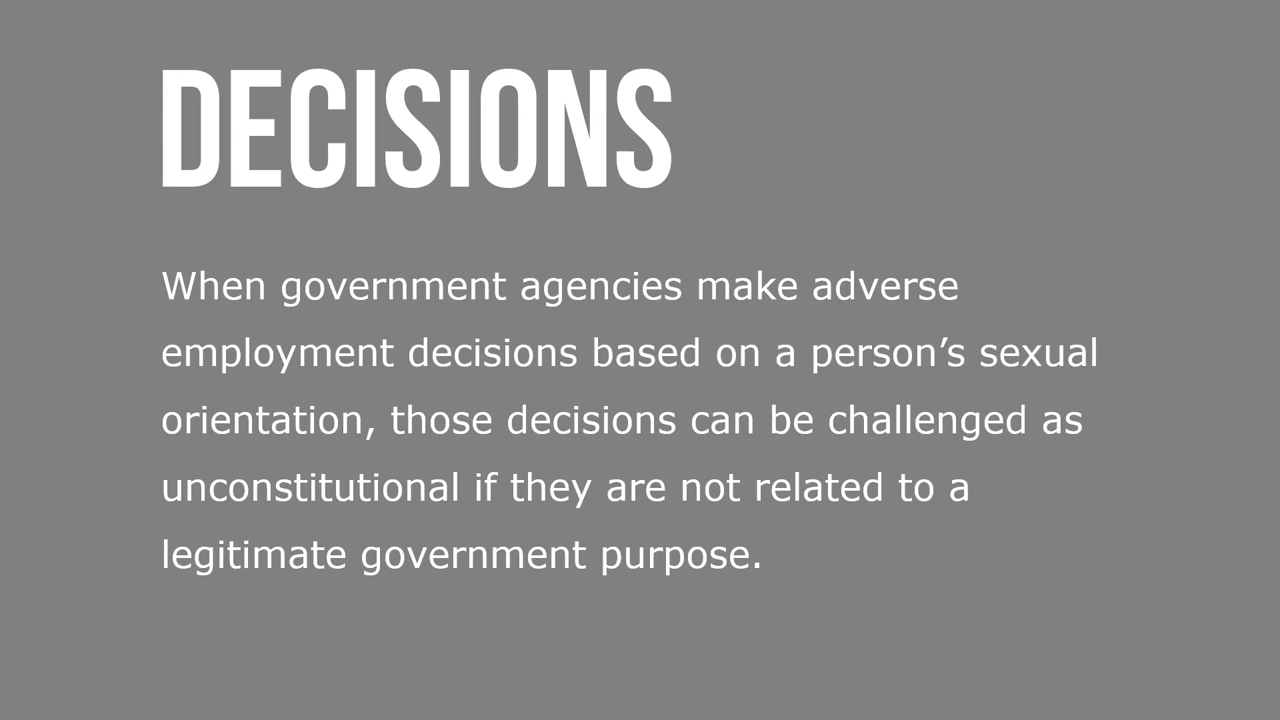 DECISIONS
When government agencies make adverse
employment decisions based on a person’s sexual
orientation, those decisions can be challenged as
unconstitutional if they are not related to a
legitimate government purpose.